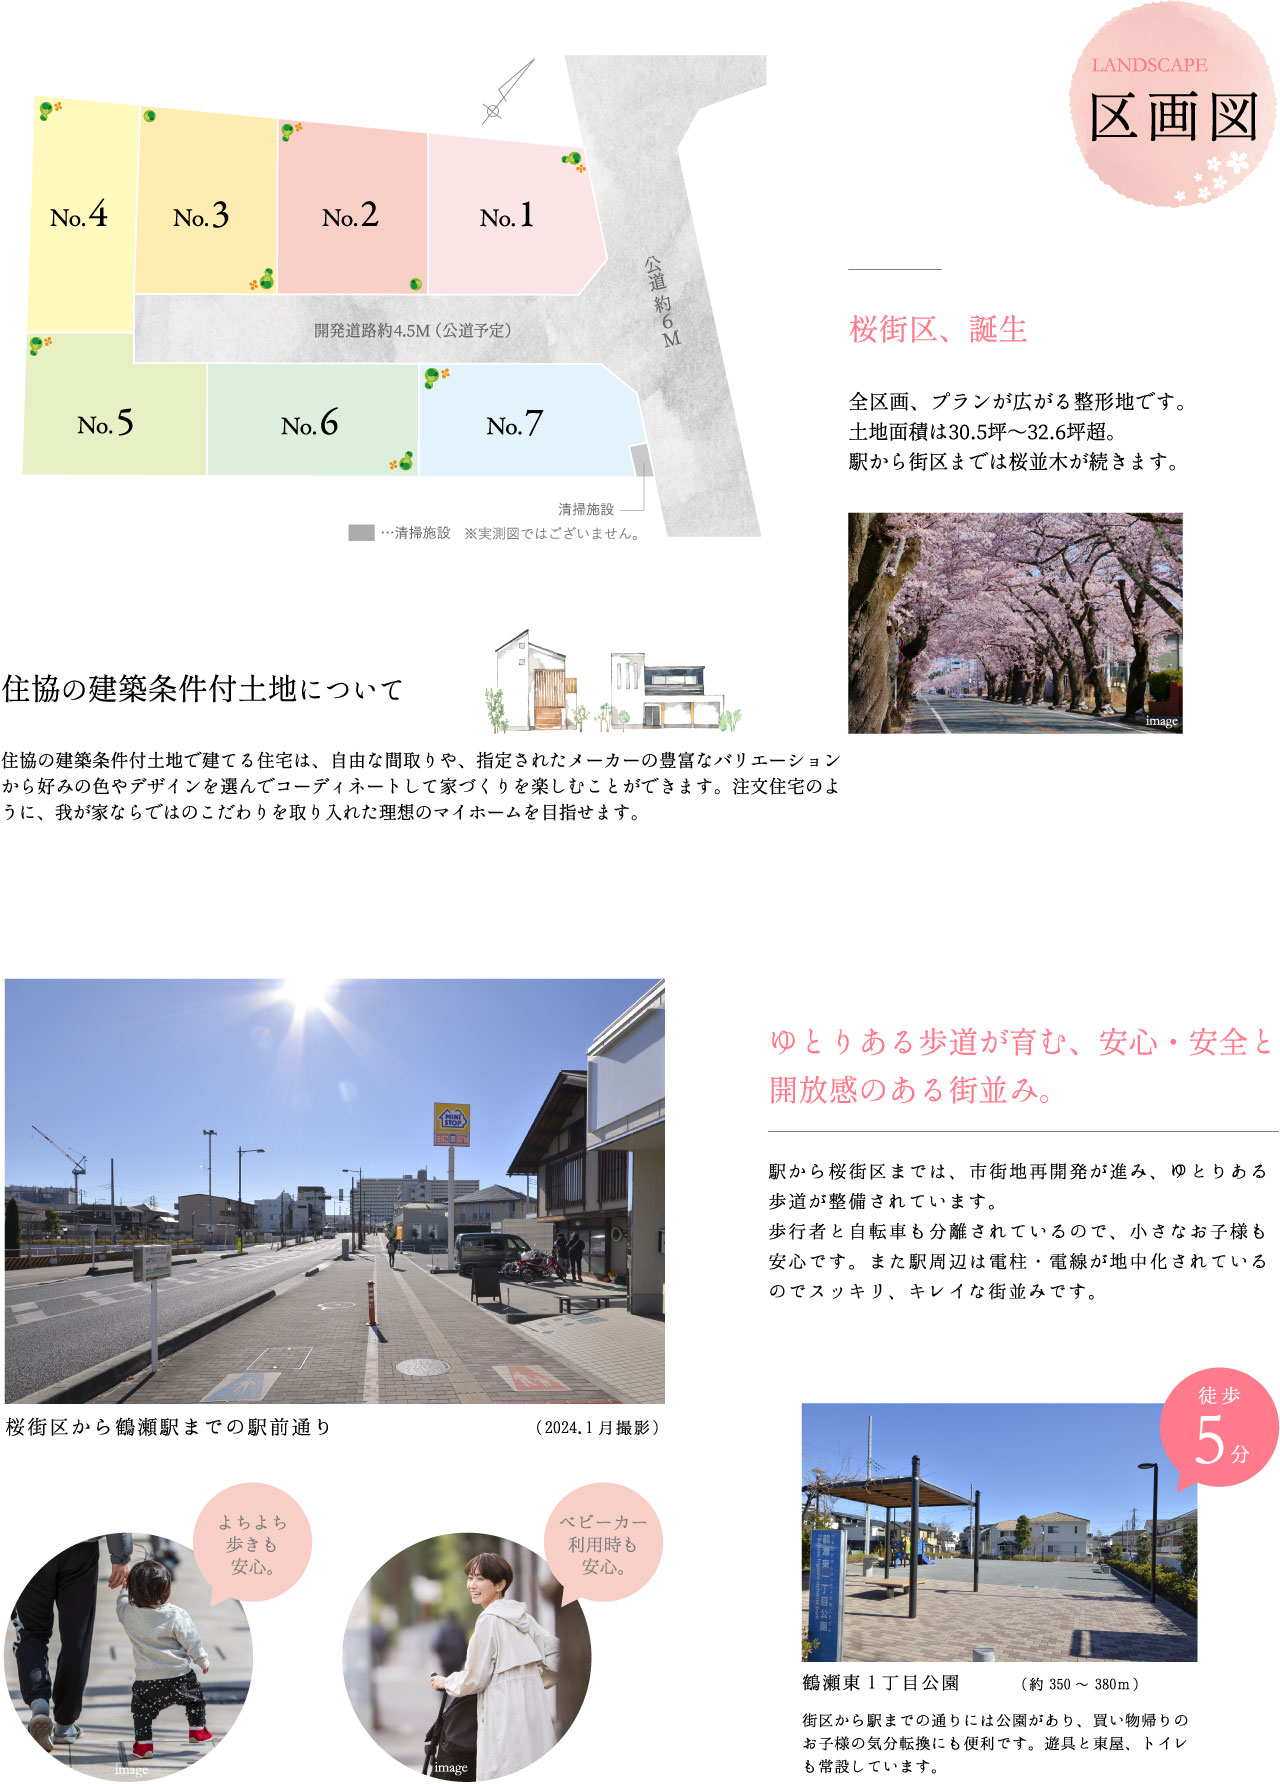 LANDSCAPE
区画図
No.4
No.3
No.2
No.1
公道 約6M
開発道路約4.5M（公道予定）
No.5
No.6
No.7
清掃施設
…清掃施設　※実測図ではございません。
桜街区、誕生
全区画、プランが広がる整形地です。
土地面積は30.5坪〜32.6坪超。
駅から街区までは桜並木が続きます。
image
住協の建築条件付土地について
住協の建築条件付土地で建てる住宅は、自由な間取りや、指定されたメーカーの豊富なバリエーション
から好みの色やデザインを選んでコーディネートして家づくりを楽しむことができます。注文住宅のよ
うに、我が家ならではのこだわりを取り入れた理想のマイホームを目指せます。
MINI
STOP
ATM
桜街区から鶴瀬駅までの駅前通り
（2024.1月撮影）
ゆとりある歩道が育む、安心・安全と
開放感のある街並み。
駅から桜街区までは、市街地再開発が進み、ゆとりある
歩道が整備されています。
歩行者と自転車も分離されているので、小さなお子様も
安心です。また駅周辺は電柱・電線が地中化されている
のでスッキリ、キレイな街並みです。
よちよち
歩きも
安心。
image
ベビーカー
利用時も
安心。
image
徒歩
5分
鶴瀬東一丁目公園
鶴瀬東1丁目公園
（約350〜380m）
街区から駅までの通りには公園があり、買い物帰りの
お子様の気分転換にも便利です。遊具と東屋、トイレ
も常設しています。